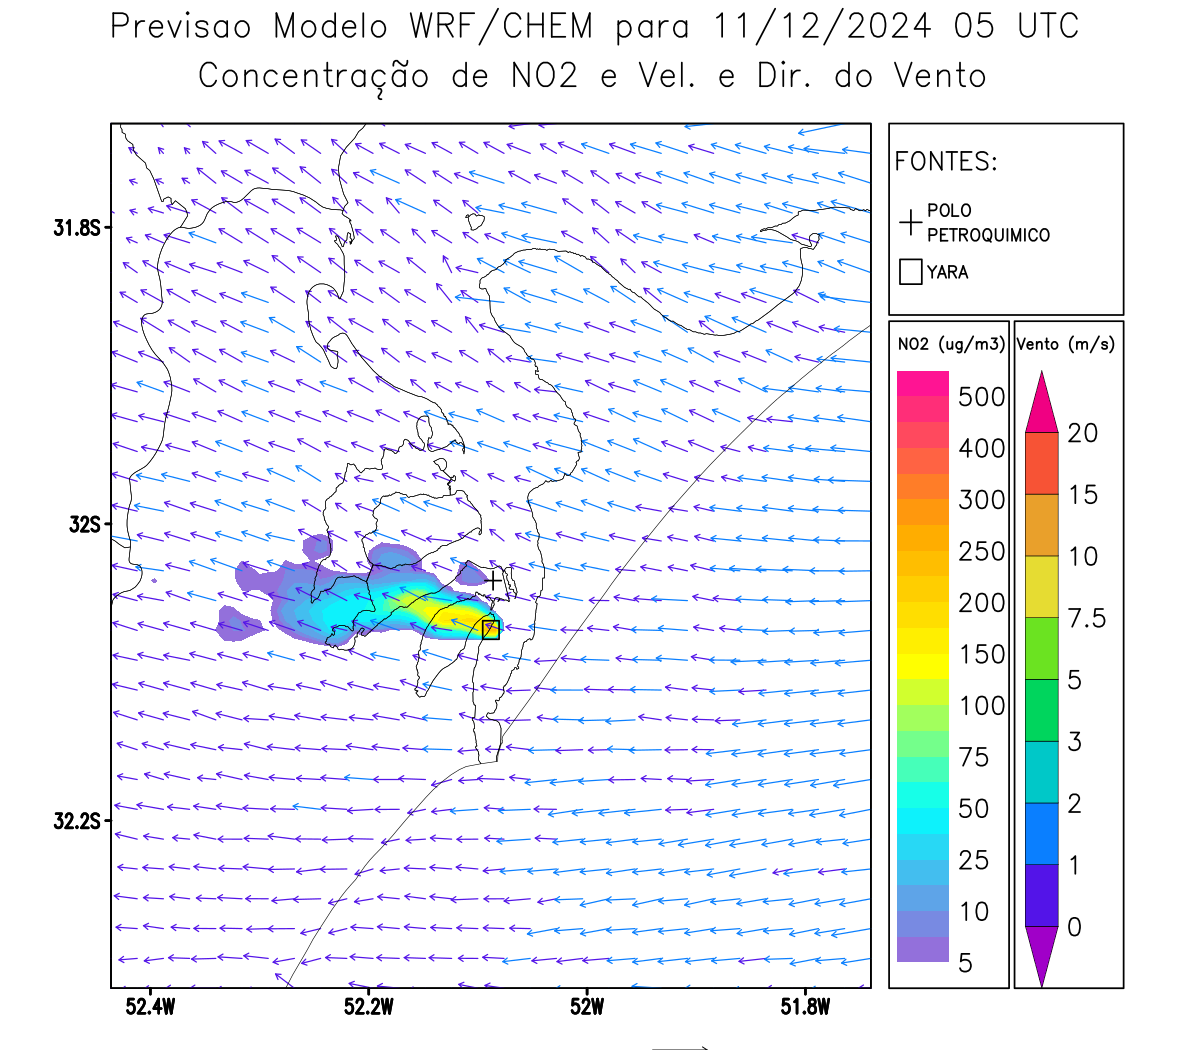 Previsao Modelo WRF/CHEM para 11/12/2024 05 UTC
Concentração de NO2 e Vel. e Dir. do Vento
FONTES:
POLO
PETROQUIMICO
YARA
NO2 (ug/m3)
500
400
300
250
200
150
100
75
50
25
10
5
Vento (m/s)
20
15
10
7.5
5
3
2
1
0
31.8S
32S
32.2S
52.4W
52.2W
52W
51.8W